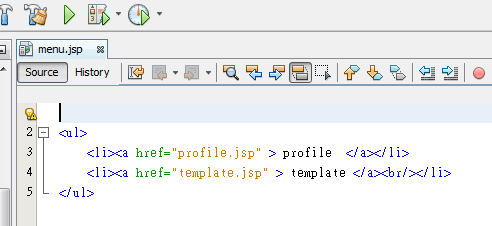 menu.jsp
Source History
2 <ul>
3 <li><a href="profile.jsp" > profile </a></li>
4 <li><a href="template.jsp" > template </a><br/></li>
5 </ul>